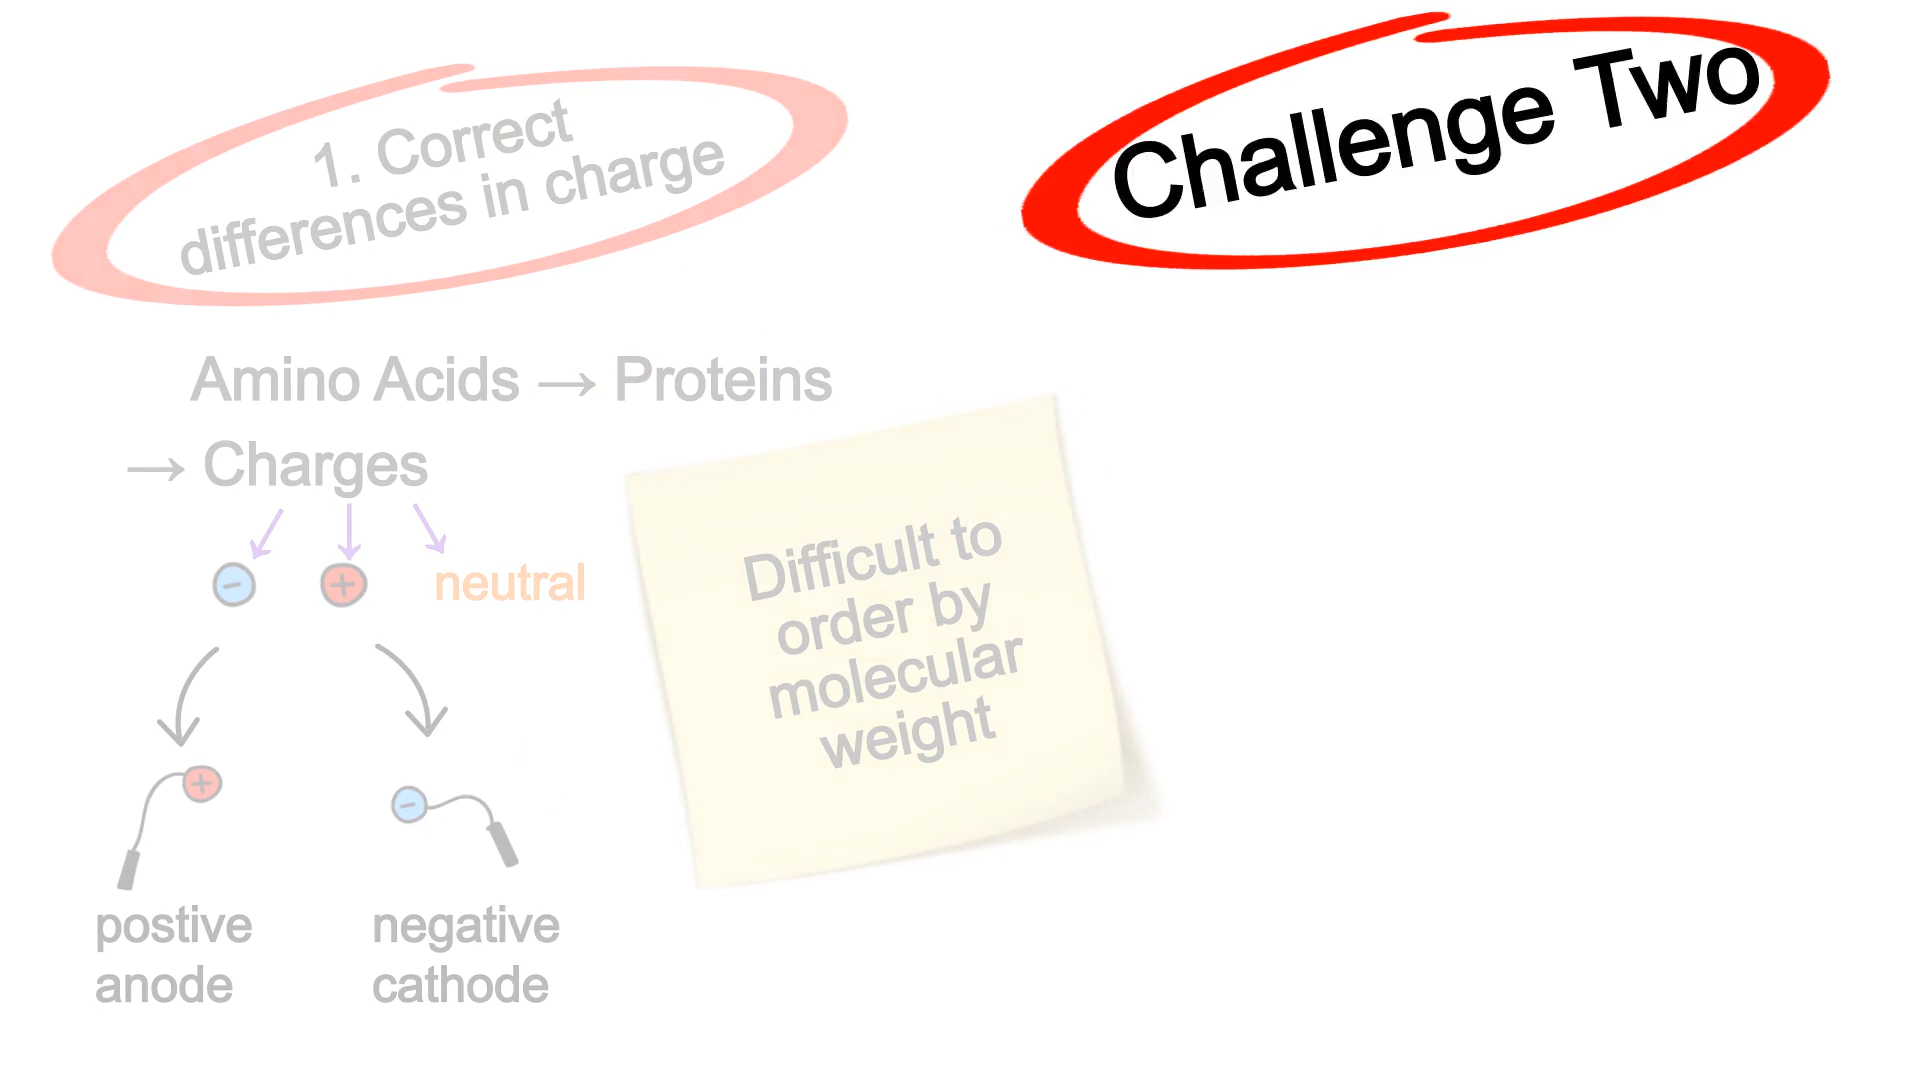 1. Correct
differences in charge
Challenge Two
Amino Acids → Proteins
→ Charges
− + neutral
Difficult to
order by
molecular
weight
+
−
postive
anode
negative
cathode